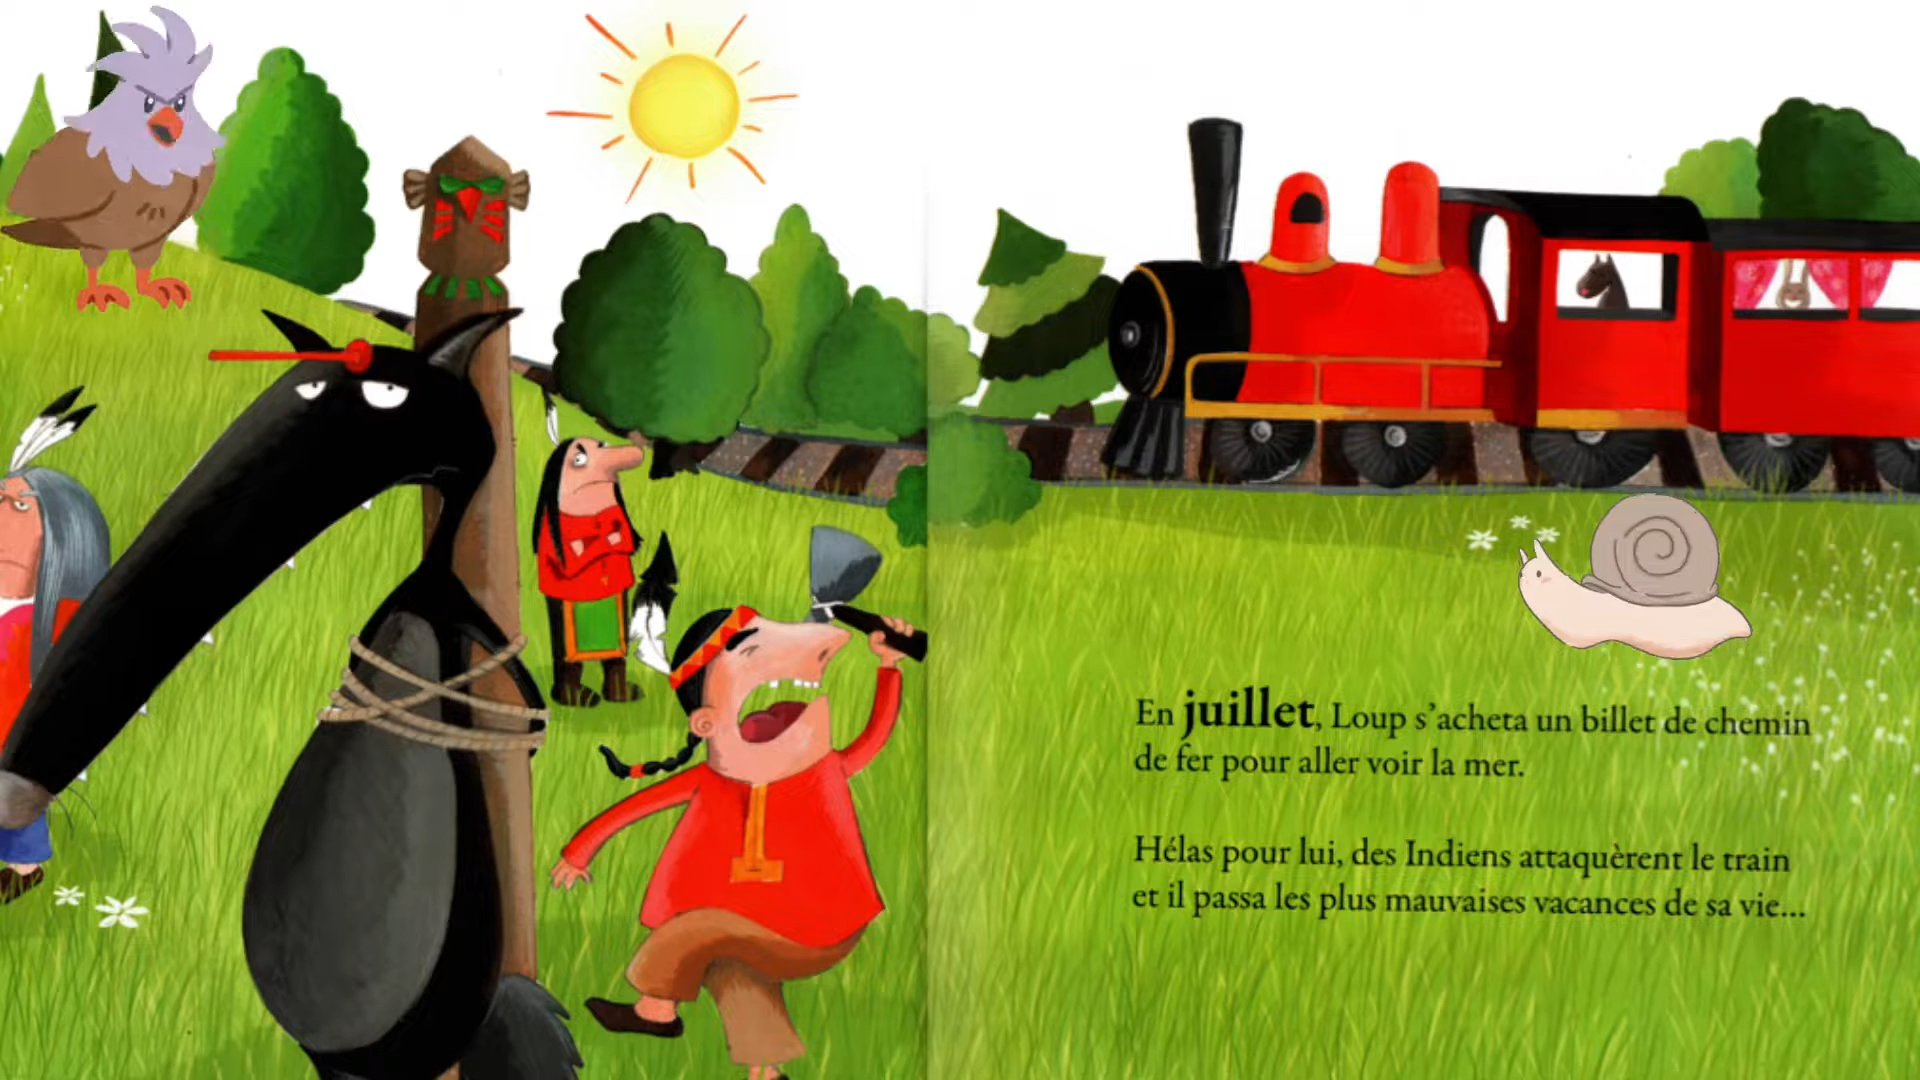 En juillet, Loup s'acheta un billet de chemin
de fer pour aller voir la mer.
Hélas pour lui, des Indiens attaquèrent le train
et il passa les plus mauvaises vacances de sa vie...